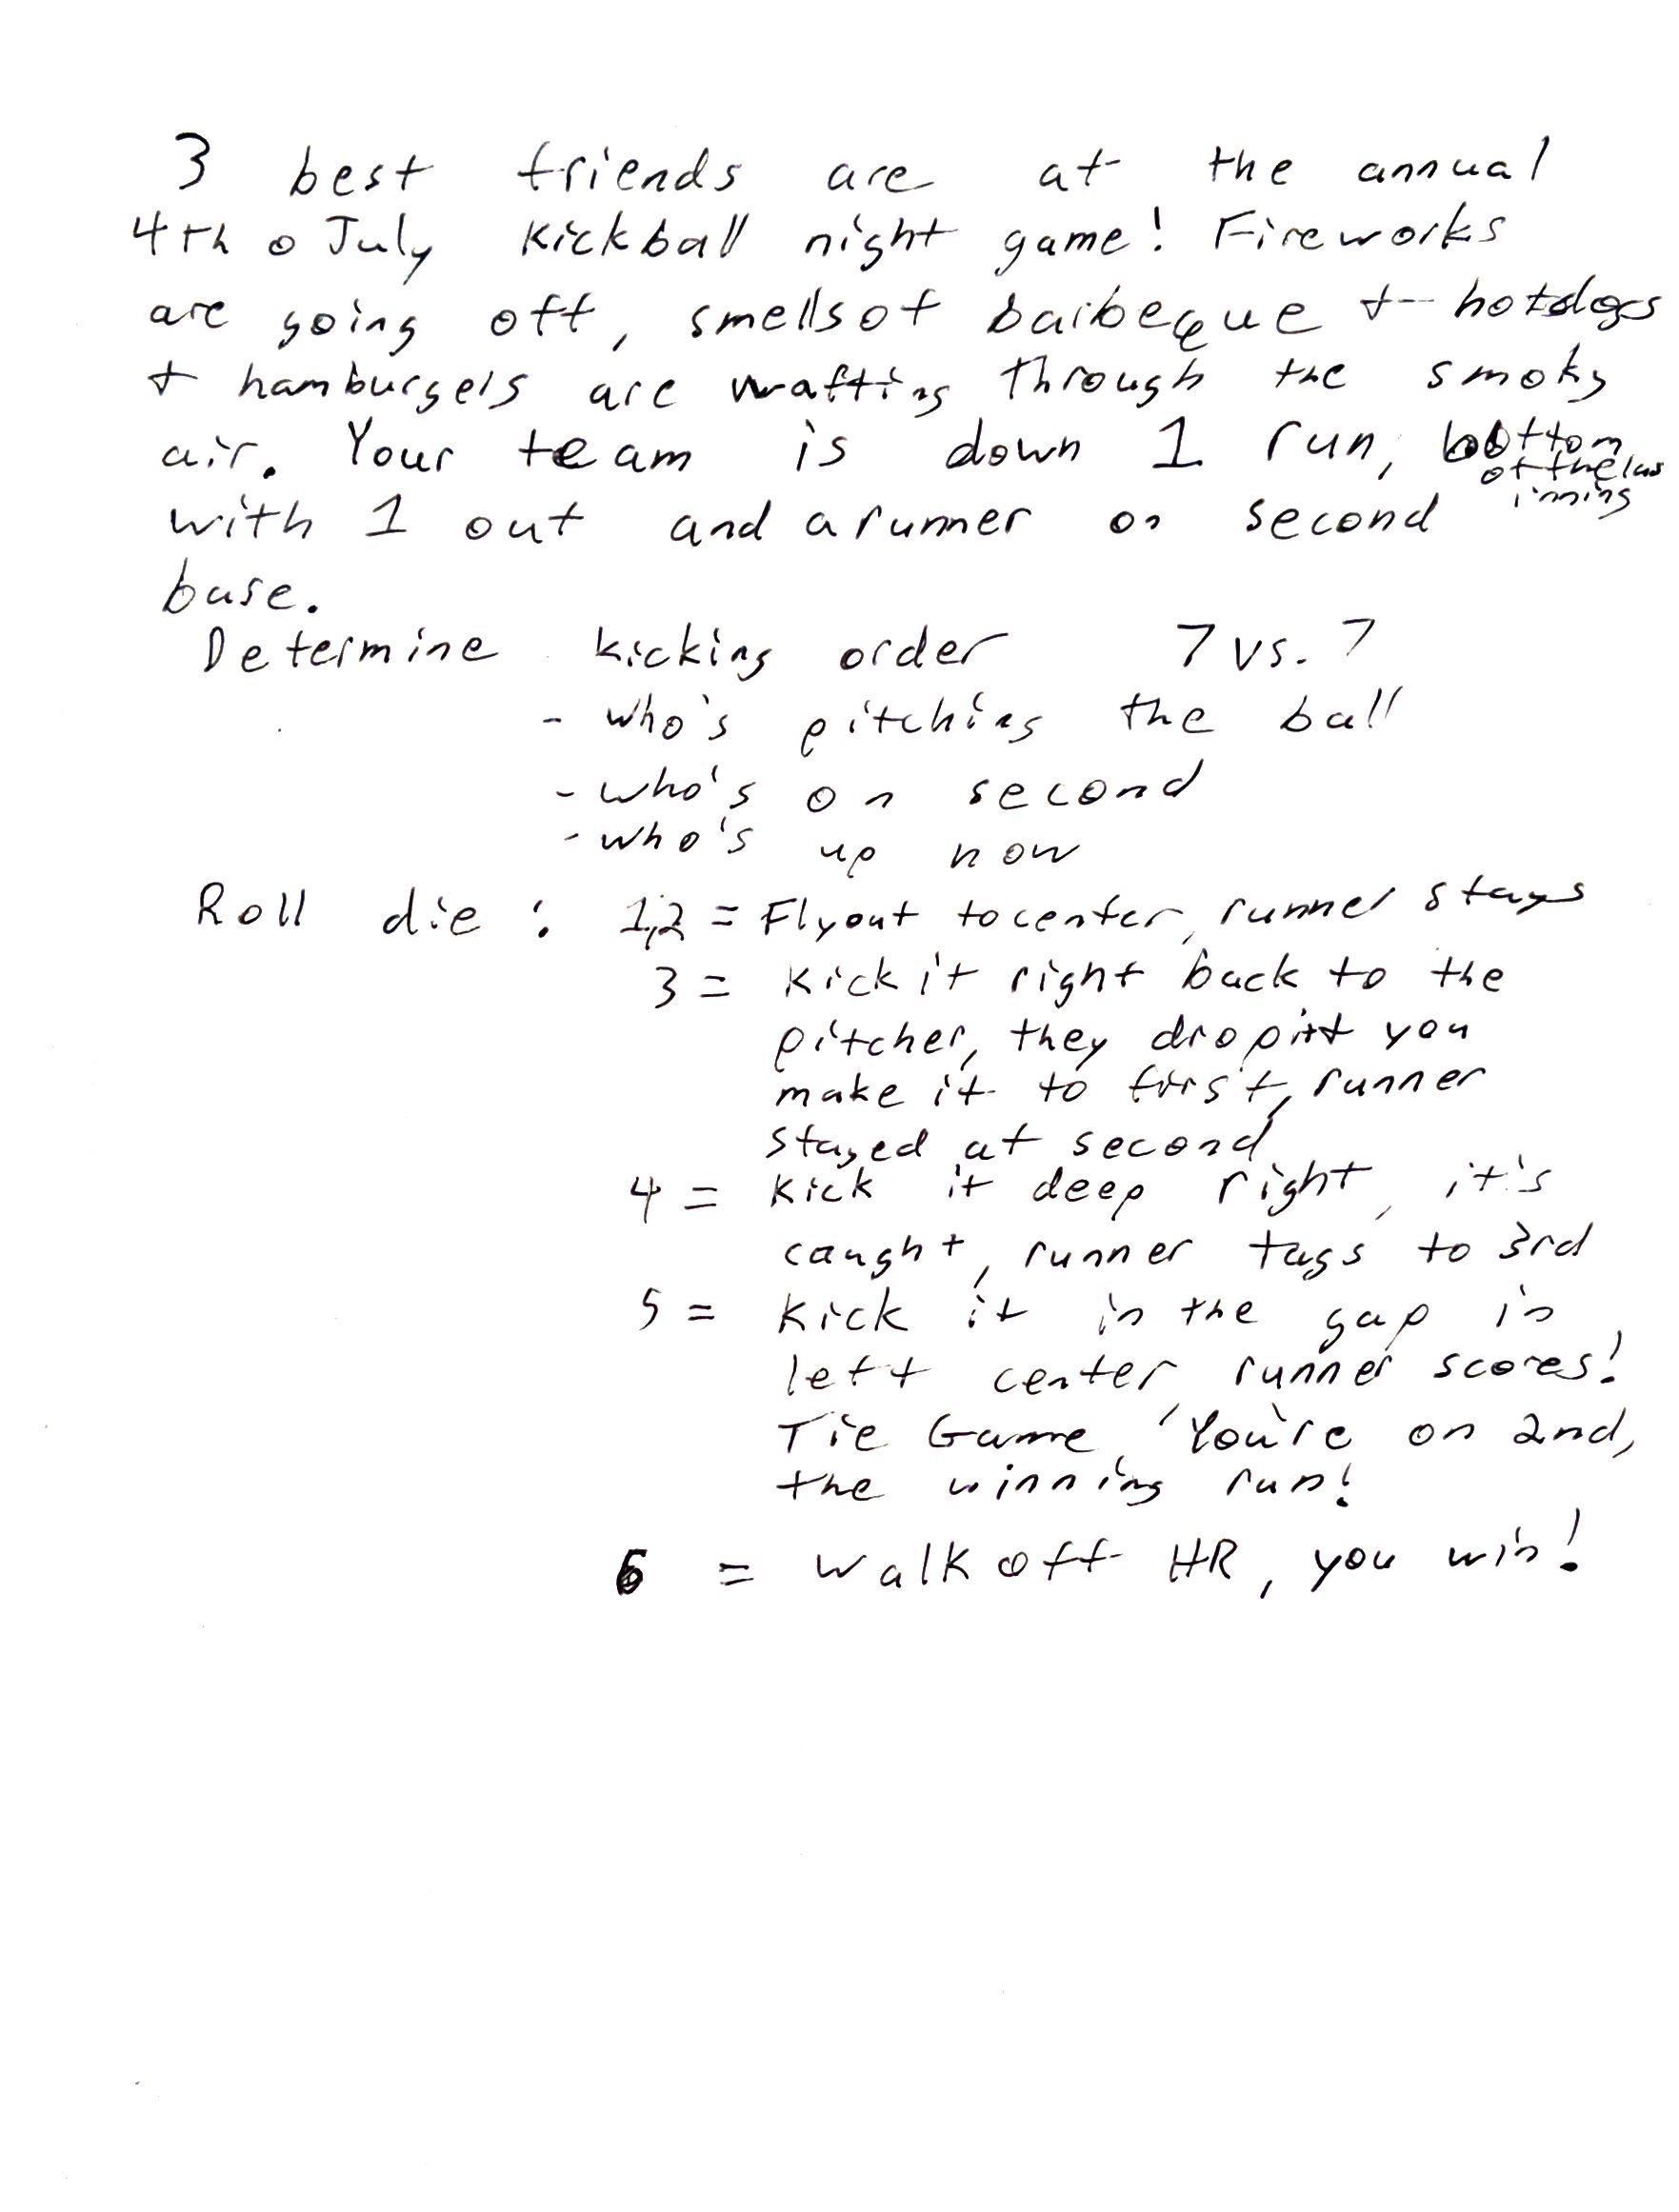 3 best friends are at the annual
4th o July Kickball night game! Fireworks
are going off, smells of barbeque + hotdogs
+ hamburgers are wafting through the smoky
air. Your team is down 1 run, bottom
of the las
inning
with 1 out and a runner on second
base.
Determine kicking order 7 vs. 7
- who's pitching the ball
- who's on second
- who's up now
Roll die : 1,2 = Flyout to center, runner stays
3 = Kick it right back to the
pitcher, they drop it you
make it to first, runner
stayed at second
4 = Kick it deep right, it's
caught, runner tags to 3rd
5 = Kick it in the gap in
left center, runner scores!
Tie Game, You're on 2nd,
the winning run!
6 = Walk off HR, you win!